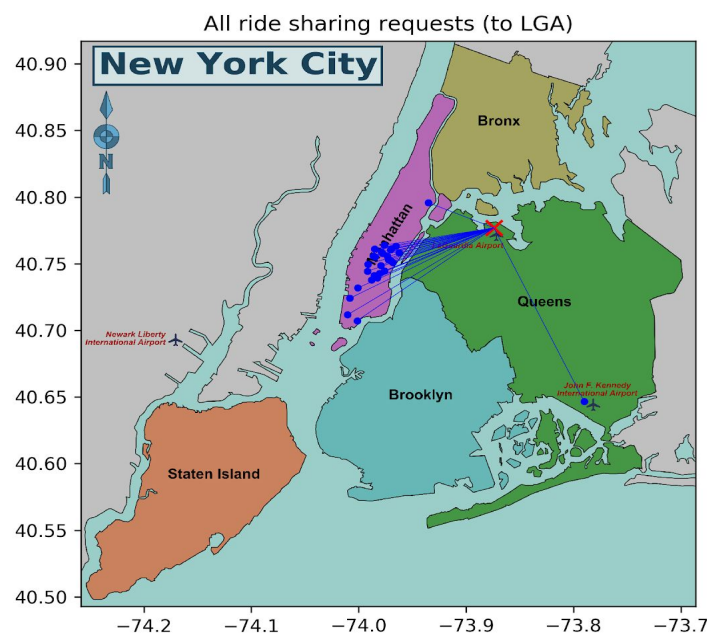 All ride sharing requests (to LGA)
New York City
N
Bronx
Manhattan
LaGuardia Airport
Queens
Newark Liberty
International Airport
John F. Kennedy
International Airport
Brooklyn
Staten Island
40.90
40.85
40.80
40.75
40.70
40.65
40.60
40.55
40.50
−74.2
−74.1
−74.0
−73.9
−73.8
−73.7